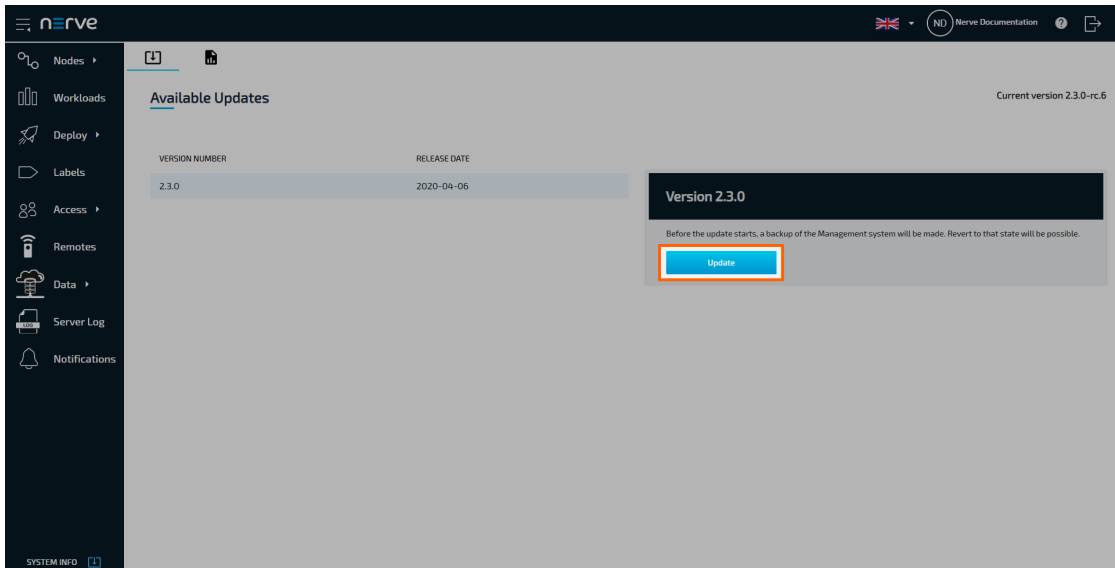 nerve
ND Nerve Documentation ?
Nodes
Workloads
Deploy
Labels
Access
Remotes
Data
LOG Server Log
Notifications
SYSTEM INFO
Available Updates
Current version 2.3.0-rc.6
VERSION NUMBER RELEASE DATE
2.3.0 2020-04-06
Version 2.3.0
Before the update starts, a backup of the Management system will be made. Revert to that state will be possible.
Update